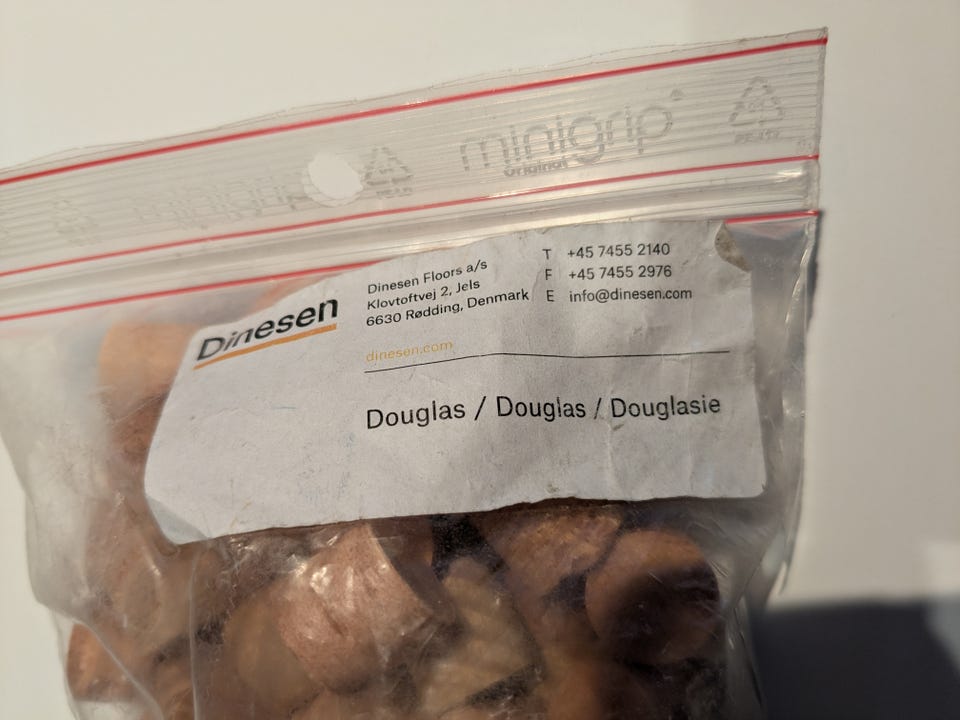 minigrip
original
Dinesen
Dinesen Floors a/s
Klovtoftvej 2, Jels
6630 Rødding, Denmark
T +45 7455 2140
F +45 7455 2976
E info@dinesen.com
dinesen.com
Douglas / Douglas / Douglasie